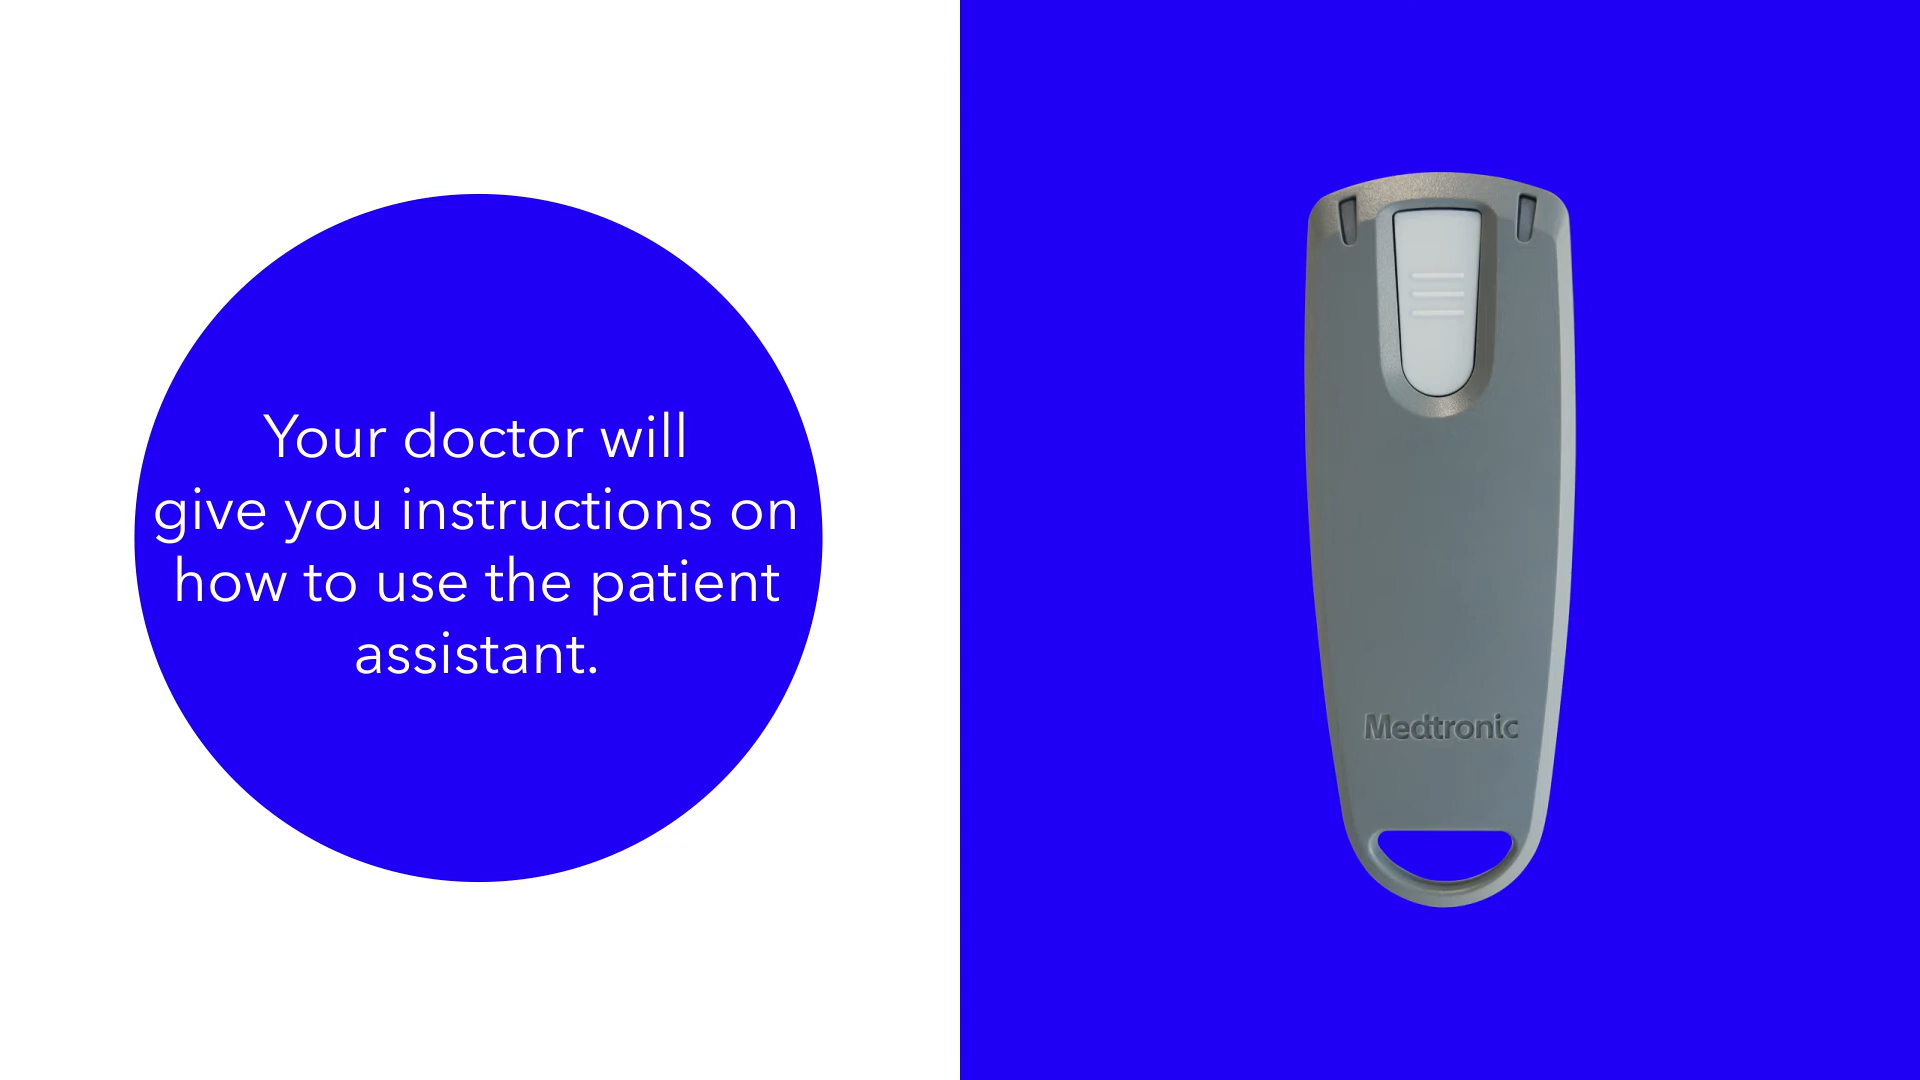 Your doctor will
give you instructions on
how to use the patient
assistant.
Medtronic